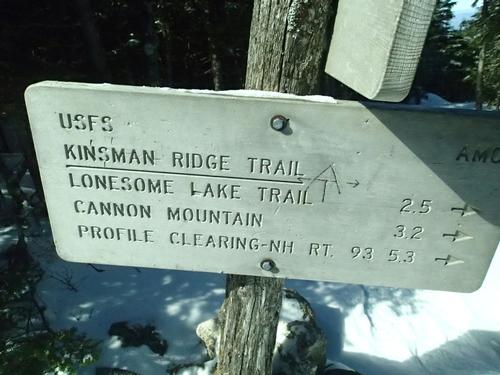 USFS AMC
KINSMAN RIDGE TRAIL
LONESOME LAKE TRAIL 2.5
CANNON MOUNTAIN 3.2
PROFILE CLEARING-NH RT. 93 5.3